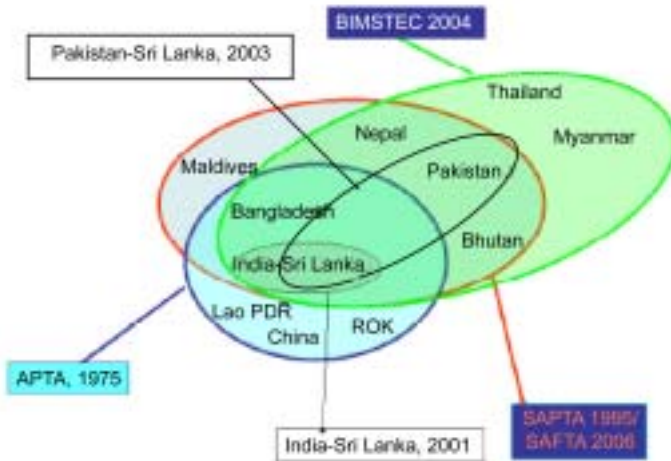 BIMSTEC 2004
Pakistan-Sri Lanka, 2003
Thailand
Nepal
Myanmar
Maldives
Pakistan
Bangladesh
Bhutan
India-Sri Lanka
Lao PDR
ROK
China
APTA, 1975
SAPTA 1995/
SAFTA 2006
India-Sri Lanka, 2001